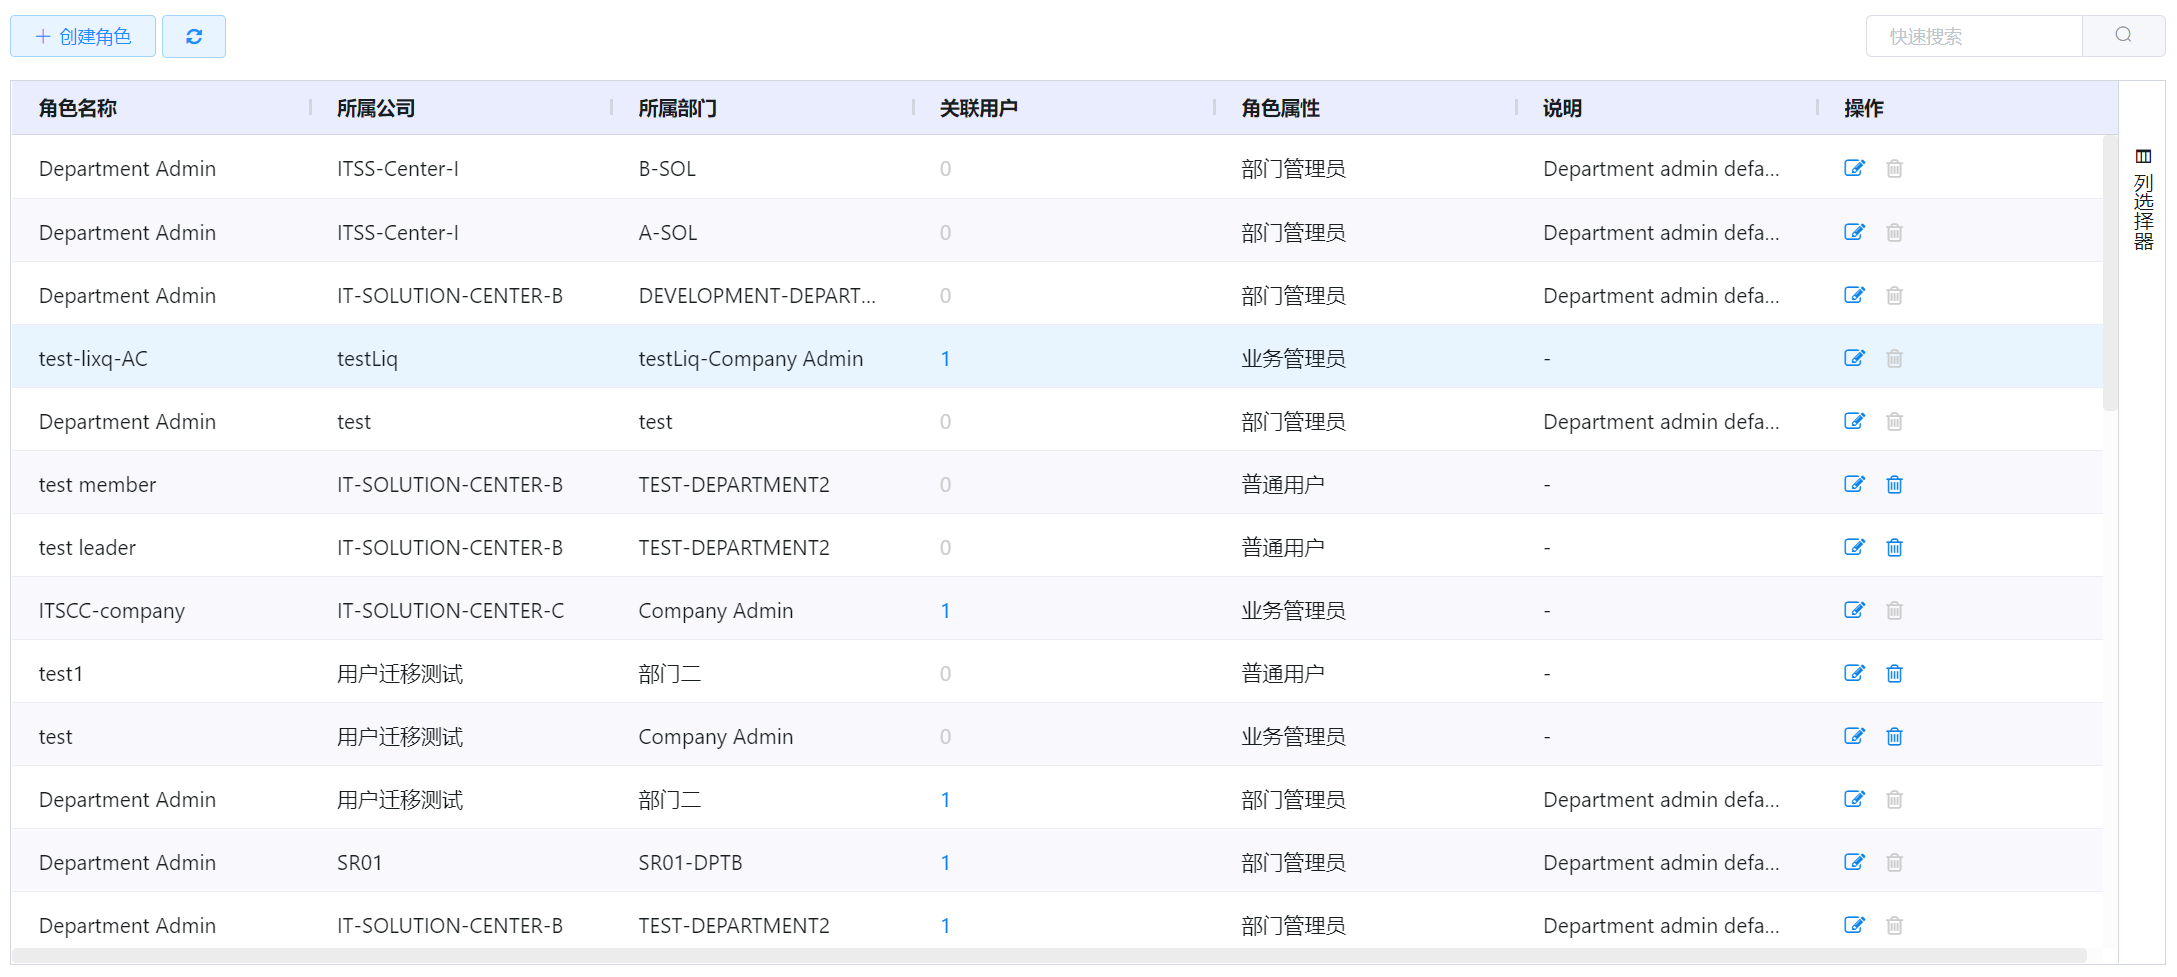 创建角色
快速搜索
角色名称 所属公司 所属部门 关联用户 角色属性 说明 操作
Department Admin ITSS-Center-I B-SOL 0 部门管理员 Department admin defa...
Department Admin ITSS-Center-I A-SOL 0 部门管理员 Department admin defa...
Department Admin IT-SOLUTION-CENTER-B DEVELOPMENT-DEPART... 0 部门管理员 Department admin defa...
test-lixq-AC testLiq testLiq-Company Admin 1 业务管理员 -
Department Admin test test 0 部门管理员 Department admin defa...
test member IT-SOLUTION-CENTER-B TEST-DEPARTMENT2 0 普通用户 -
test leader IT-SOLUTION-CENTER-B TEST-DEPARTMENT2 0 普通用户 -
ITSCC-company IT-SOLUTION-CENTER-C Company Admin 1 业务管理员 -
test1 用户迁移测试 部门二 0 普通用户 -
test 用户迁移测试 Company Admin 0 业务管理员 -
Department Admin 用户迁移测试 部门二 1 部门管理员 Department admin defa...
Department Admin SR01 SR01-DPTB 1 部门管理员 Department admin defa...
Department Admin IT-SOLUTION-CENTER-B TEST-DEPARTMENT2 1 部门管理员 Department admin defa...
列选择器